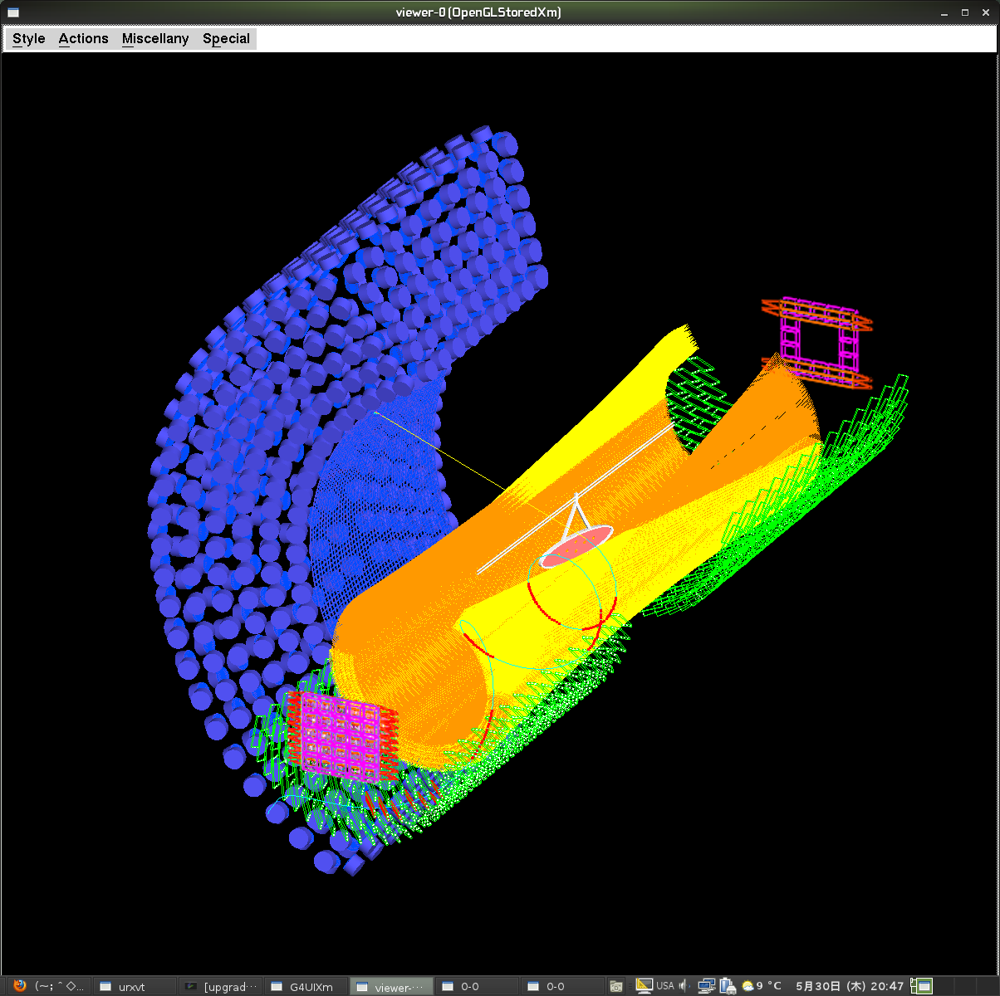 viewer-0 (OpenGLStoredXm)
Style Actions Miscellany Special
(~; ^ ◇... urxvt [upgrad... G4UIXm viewer-... 0-0 0-0 USA 9 °C 5月30日 (木) 20:47